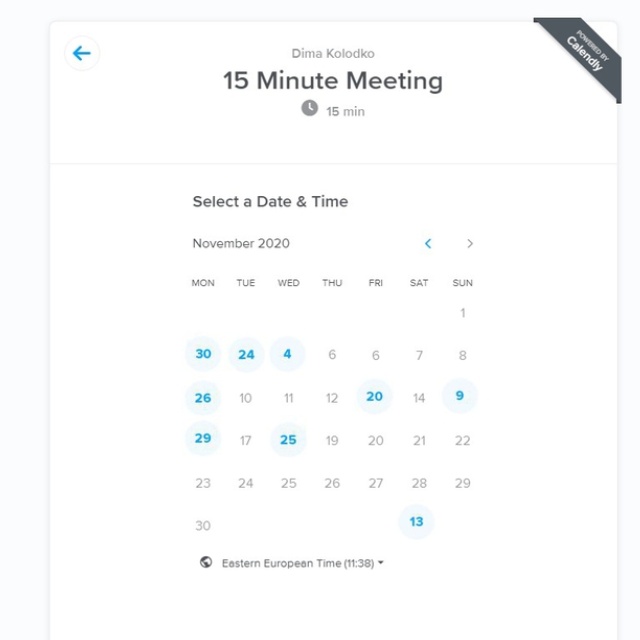 Dima Kolodko
POWERED BY
Calendly
15 Minute Meeting
15 min
Select a Date & Time
November 2020
MON TUE WED THU FRI SAT SUN
1
30 24 4 6 6 7 8
26 10 11 12 20 14 9
29 17 25 19 20 21 22
23 24 25 26 27 28 29
30 13
Eastern European Time (11:38)